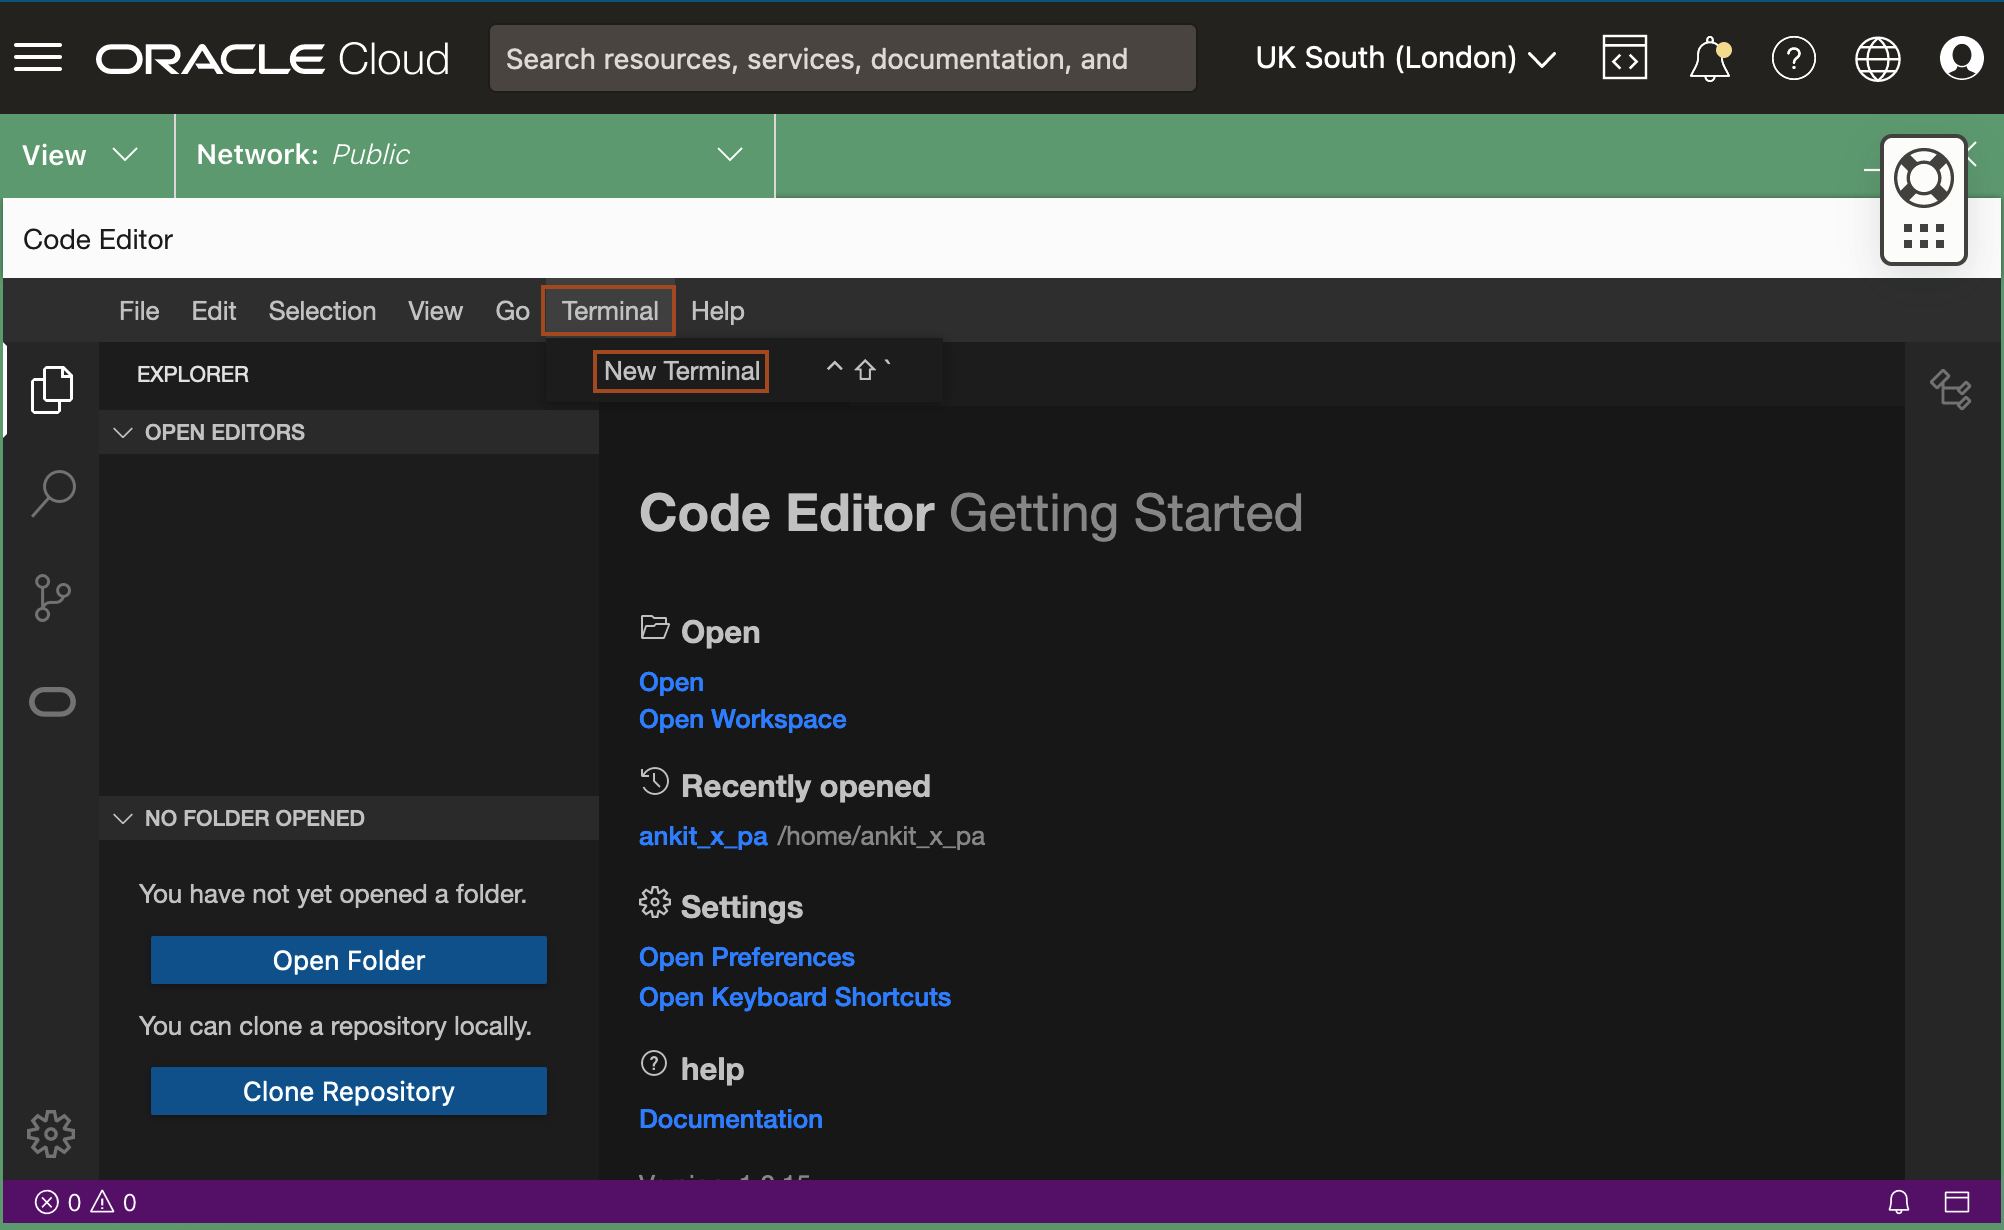 ORACLE Cloud
Search resources, services, documentation, and
UK South (London)
View
Network: Public
Code Editor
File Edit Selection View Go Terminal Help
New Terminal ^⇧`
EXPLORER
OPEN EDITORS
Code Editor Getting Started
Open
Open
Open Workspace
Recently opened
ankit_x_pa /home/ankit_x_pa
Settings
Open Preferences
Open Keyboard Shortcuts
help
Documentation
NO FOLDER OPENED
You have not yet opened a folder.
Open Folder
You can clone a repository locally.
Clone Repository
0 0